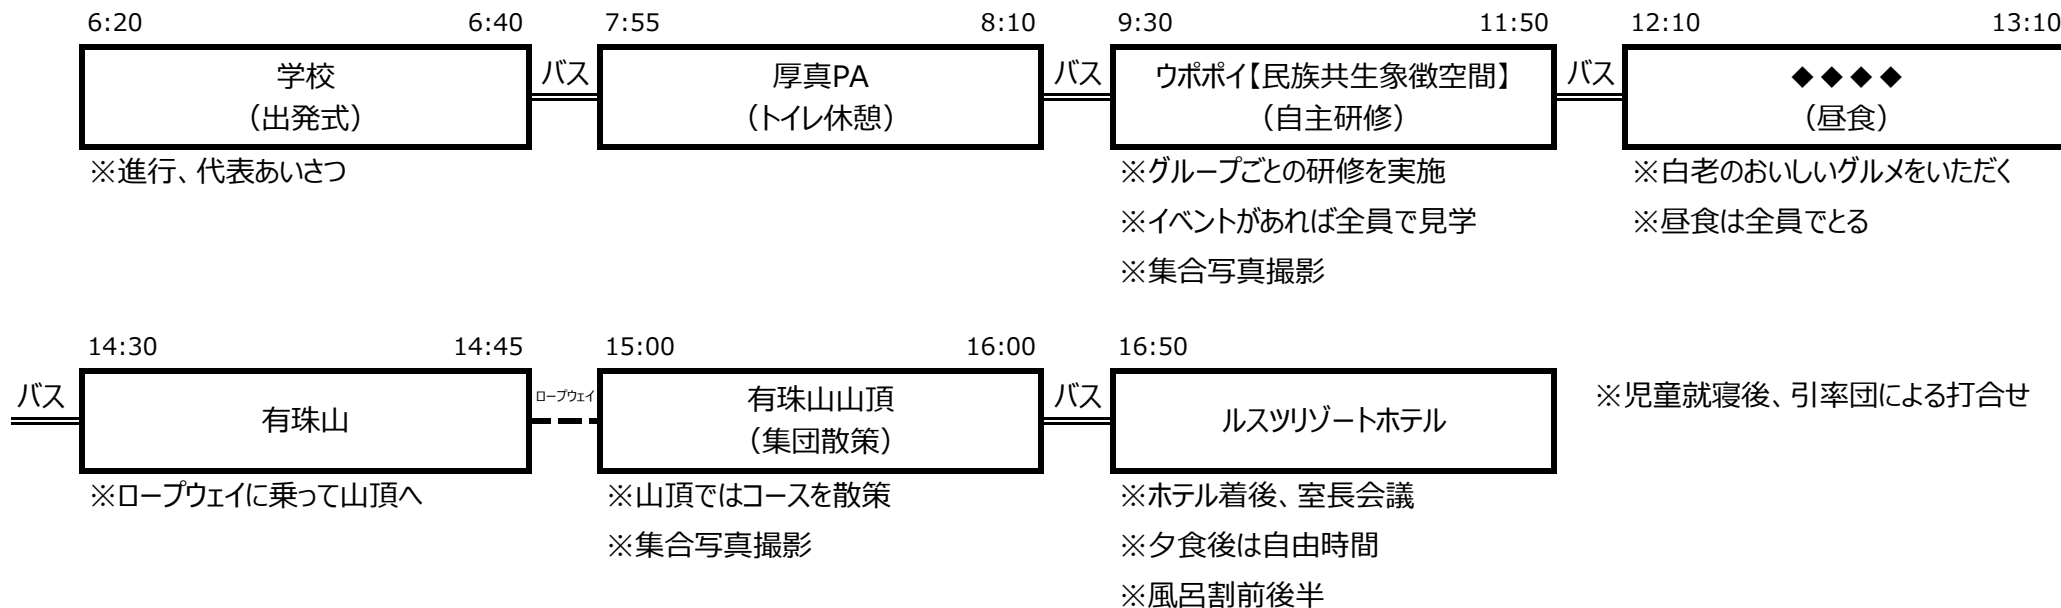 6:20 6:40 7:55 8:10 9:30 11:50 12:10 13:10
学校 バス 厚真PA バス ウポポイ【民族共生象徴空間】 バス ◆◆◆◆
（出発式） （トイレ休憩） （自主研修） （昼食）
※進行、代表あいさつ ※グループごとの研修を実施 ※白老のおいしいグルメをいただく
※イベントがあれば全員で見学 ※昼食は全員でとる
※集合写真撮影
14:30 14:45 15:00 16:00 16:50
バス 有珠山 ロープウェイ 有珠山山頂 バス ルスツリゾートホテル ※児童就寝後、引率団による打合せ
（集団散策）
※ロープウェイに乗って山頂へ ※山頂ではコースを散策 ※ホテル着後、室長会議
※集合写真撮影 ※夕食後は自由時間
※風呂割前後半